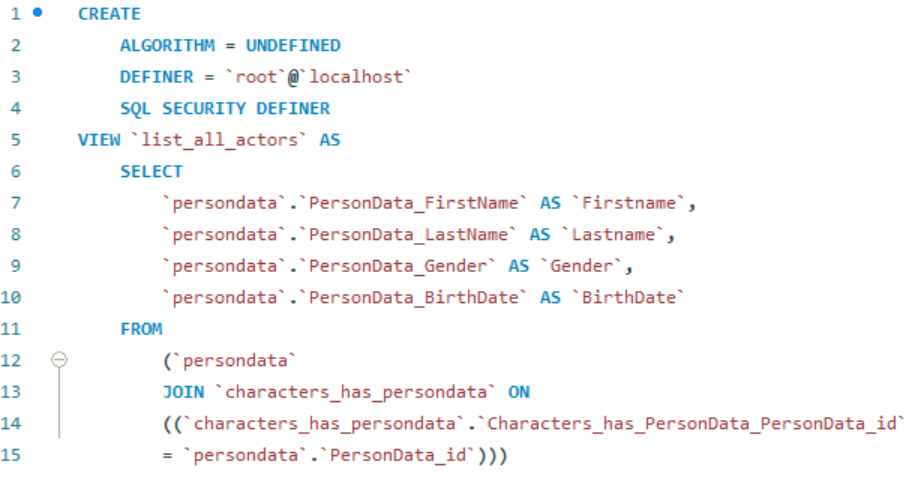 1 CREATE
2 ALGORITHM = UNDEFINED
3 DEFINER = `root`@`localhost`
4 SQL SECURITY DEFINER
5 VIEW `list_all_actors` AS
6 SELECT
7 `persondata`.`PersonData_FirstName` AS `Firstname`,
8 `persondata`.`PersonData_LastName` AS `Lastname`,
9 `persondata`.`PersonData_Gender` AS `Gender`,
10 `persondata`.`PersonData_BirthDate` AS `BirthDate`
11 FROM
12 (`persondata`
13 JOIN `characters_has_persondata` ON
14 ((`characters_has_persondata`.`Characters_has_PersonData_PersonData_id`
15 = `persondata`.`PersonData_id`)))